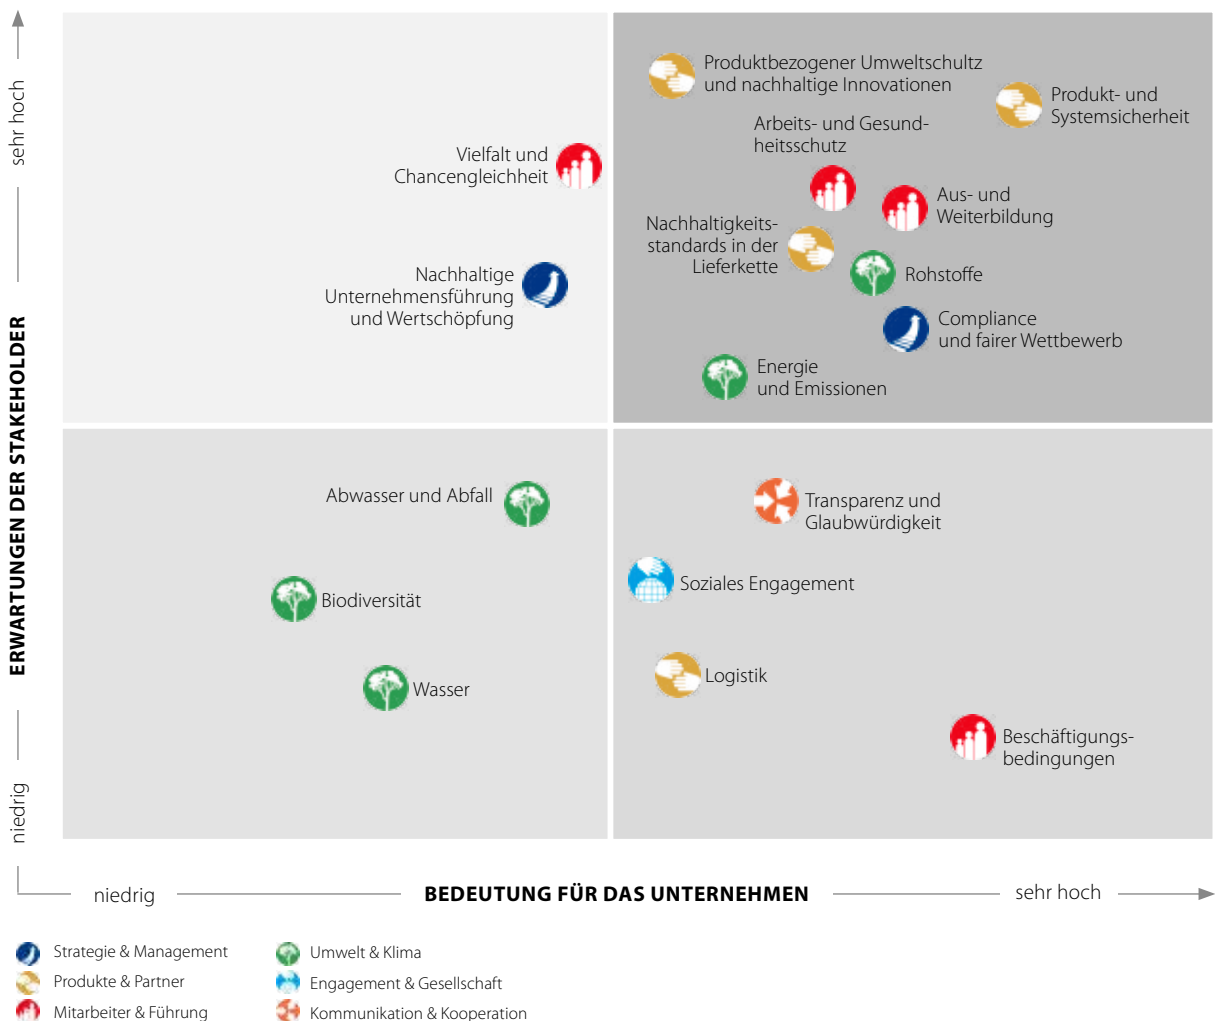 sehr hoch
ERWARTUNGEN DER STAKEHOLDER
niedrig
Produktbezogener Umweltschultz
und nachhaltige Innovationen
Produkt- und
Systemsicherheit
Arbeits- und Gesund-
heitsschutz
Vielfalt und
Chancengleichheit
Aus- und
Weiterbildung
Nachhaltigkeits-
standards in der
Lieferkette
Nachhaltige
Unternehmensführung
und Wertschöpfung
Rohstoffe
Compliance
und fairer Wettbewerb
Energie
und Emissionen
Abwasser und Abfall
Transparenz und
Glaubwürdigkeit
Biodiversität
Soziales Engagement
Wasser
Logistik
Beschäftigungs-
bedingungen
niedrig
BEDEUTUNG FÜR DAS UNTERNEHMEN
sehr hoch
Strategie & Management
Produkte & Partner
Mitarbeiter & Führung
Umwelt & Klima
Engagement & Gesellschaft
Kommunikation & Kooperation